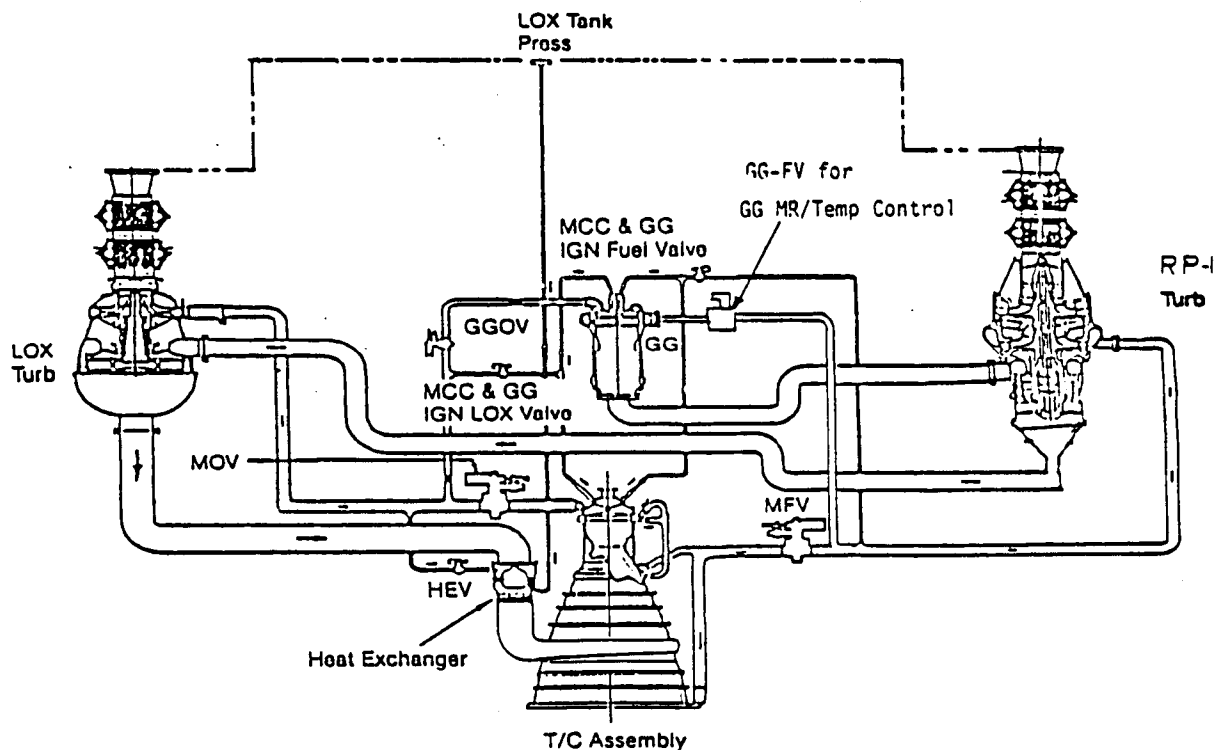 LOX Tank
Press
GG-FV for
GG MR/Temp Control
MCC & GG
IGN Fuel Valvo
RP-I
Turb
GGOV
GG
LOX
Turb
MCC & GG
IGN LOX Valvo
MOV
MFV
HEV
Heat Exchanger
T/C Assembly